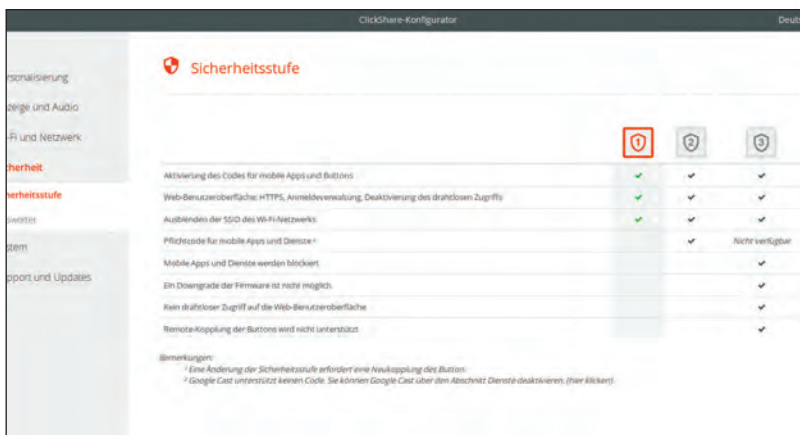 ClickShare-Konfigurator
Deuts
Sicherheitsstufe
rsonalisierung
zeige und Audio
-Fi und Netzwerk
cherheit
herheitsstufe
swörter
stem
pport und Updates
1 2 3
Aktivierung des Codes für mobile Apps und Buttons
Web-Benutzeroberfläche: HTTPS, Anmeldeverwaltung, Deaktivierung des drahtlosen Zugriffs
Ausblenden der SSID des Wi-Fi-Netzwerks
Pflichtcode für mobile Apps und Dienste ² Nicht verfügbar
Mobile Apps und Dienste werden blockiert
Ein Downgrade der Firmware ist nicht möglich.
Kein drahtloser Zugriff auf die Web-Benutzeroberfläche
Remote-Kopplung der Buttons wird nicht unterstützt
Bemerkungen:
¹ Eine Änderung der Sicherheitsstufe erfordert eine Neukopplung des Button.
² Google Cast unterstützt keinen Code. Sie können Google Cast über den Abschnitt Dienste deaktivieren. (hier klicken)